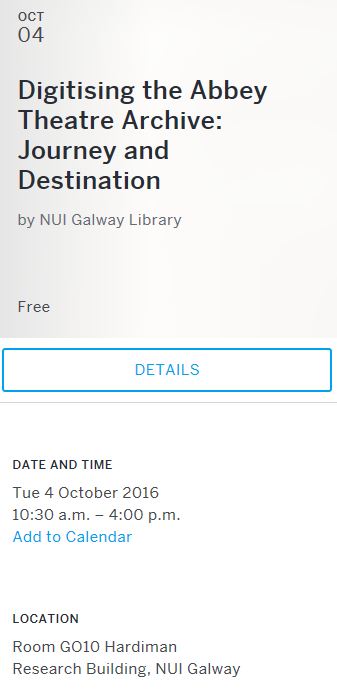 OCT
04
Digitising the Abbey
Theatre Archive:
Journey and
Destination
by NUI Galway Library
Free
DETAILS
DATE AND TIME
Tue 4 October 2016
10:30 a.m. – 4:00 p.m.
Add to Calendar
LOCATION
Room GO10 Hardiman
Research Building, NUI Galway